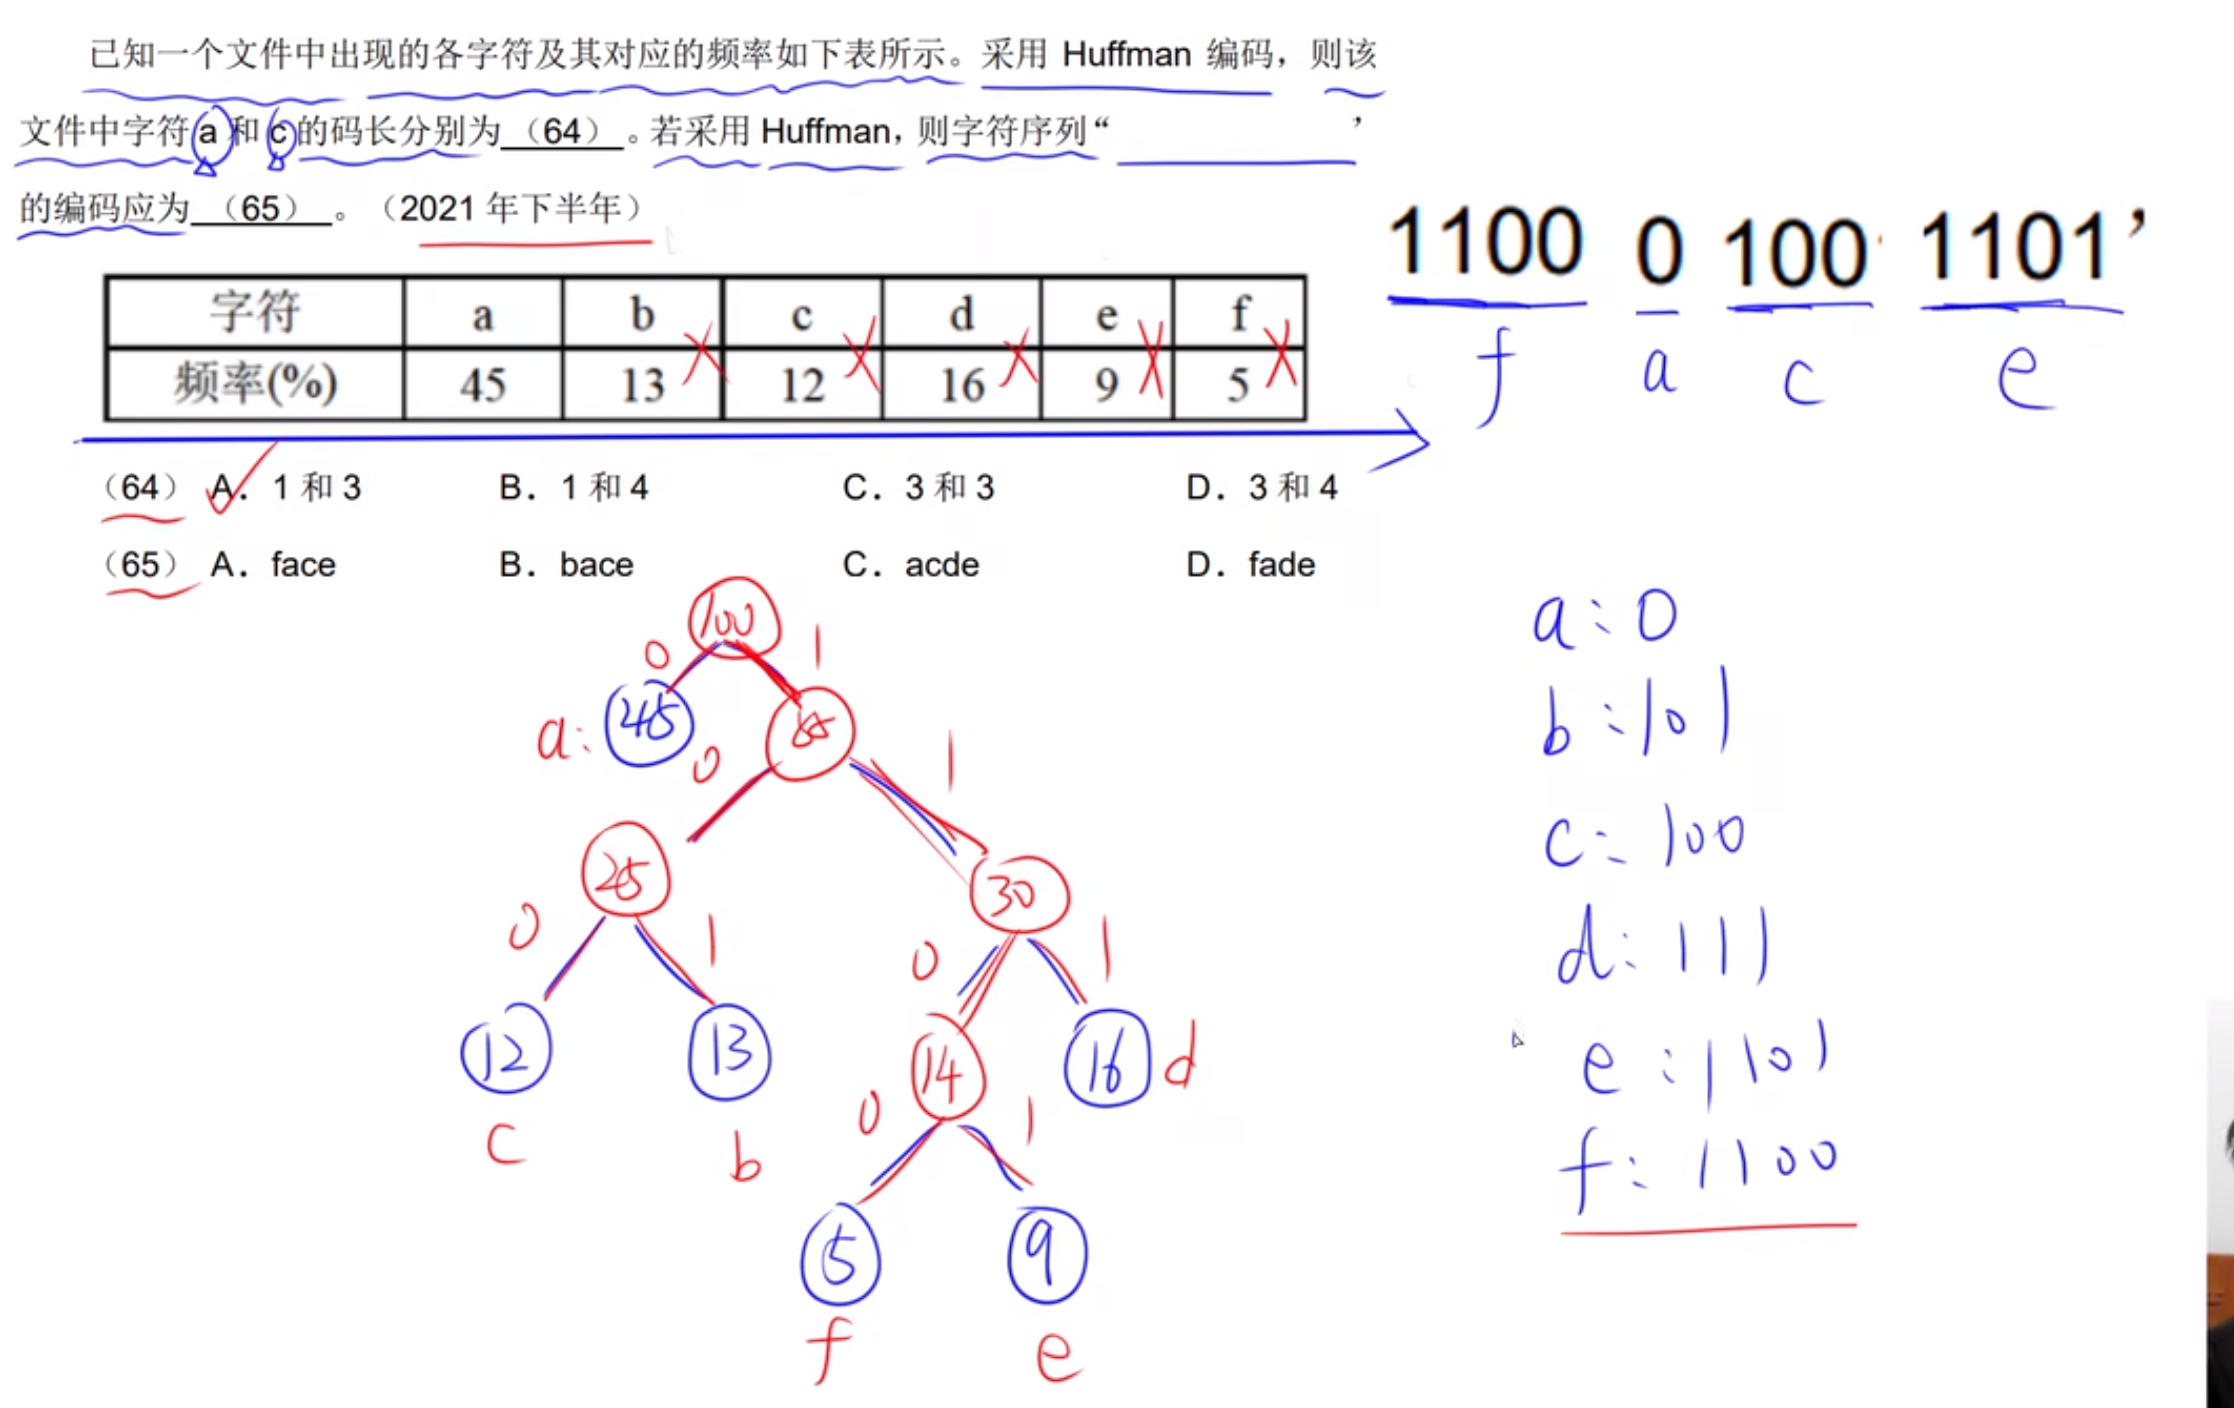 已知一个文件中出现的各字符及其对应的频率如下表所示。采用 Huffman 编码，则该
文件中字符 a 和 c 的码长分别为（64）。若采用 Huffman，则字符序列“ ’
的编码应为（65）。（2021 年下半年）
1100 0 100 1101’
f a c e
字符 a b c d e f
频率(%) 45 13 12 16 9 5
（64） A. 1 和 3 B. 1 和 4 C. 3 和 3 D. 3 和 4
（65） A. face B. bace C. acde D. fade
100
0 1
a: 45
0 1
25 30
0 1 0 1
12 13 14 16 d
c b 0 1
5 9
f e
a: 0
b: 101
c: 100
d: 111
e: 1101
f: 1100